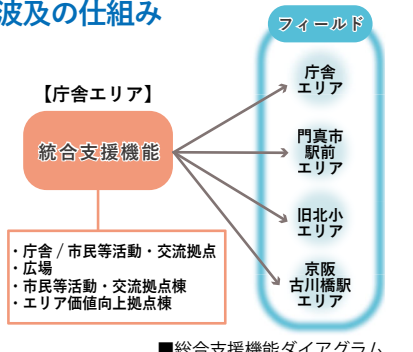 波及の仕組み
フィールド
【庁舎エリア】
統合支援機能
庁舎
エリア
門真市
駅前
エリア
旧北小
エリア
京阪
古川橋駅
エリア
・庁舎 / 市民等活動・交流拠点
・広場
・市民等活動・交流拠点棟
・エリア価値向上拠点棟
■総合支援機能ダイアグラム